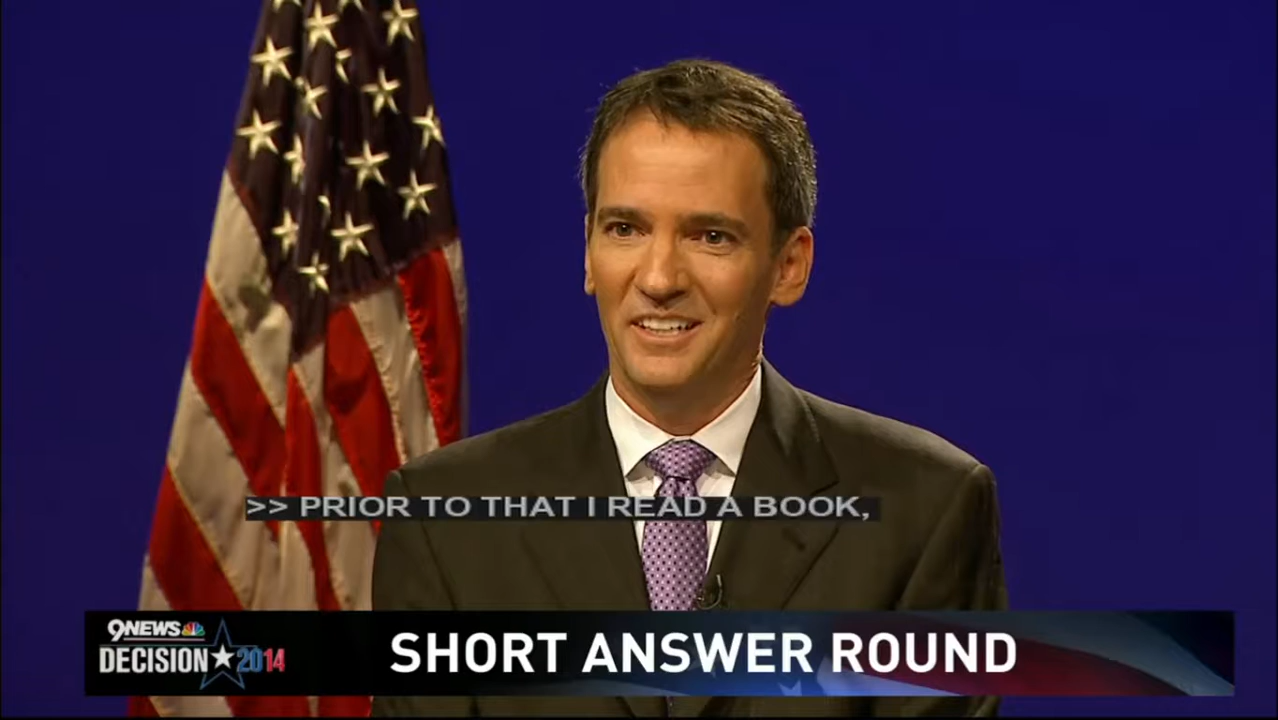 >> PRIOR TO THAT I READ A BOOK,
9NEWS
DECISION 2014
SHORT ANSWER ROUND